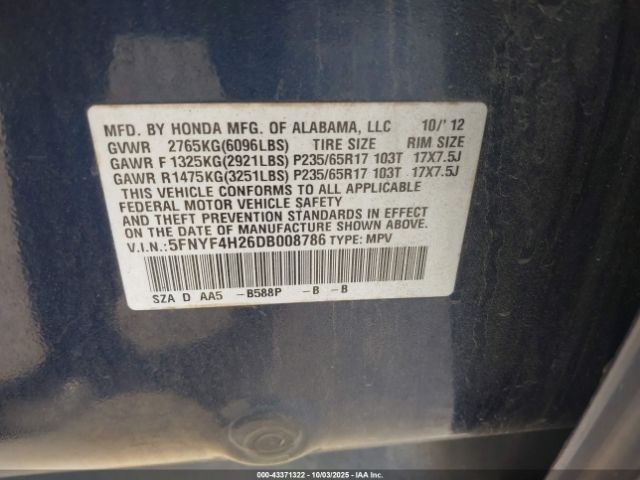 MFD. BY HONDA MFG. OF ALABAMA, LLC 10/'12
GVWR 2765KG(6096LBS) TIRE SIZE RIM SIZE
GAWR F 1325KG(2921LBS) P235/65R17 103T 17X7.5J
GAWR R1475KG(3251LBS) P235/65R17 103T 17X7.5J
THIS VEHICLE CONFORMS TO ALL APPLICABLE
FEDERAL MOTOR VEHICLE SAFETY
AND THEFT PREVENTION STANDARDS IN EFFECT
ON THE DATE OF MANUFACTURE SHOWN ABOVE.
V.I.N.: 5FNYF4H26DB008786 TYPE: MPV
SZA D AA5 -B588P -B -B
00-43371322 | 10/03/2025 | IAA Inc.